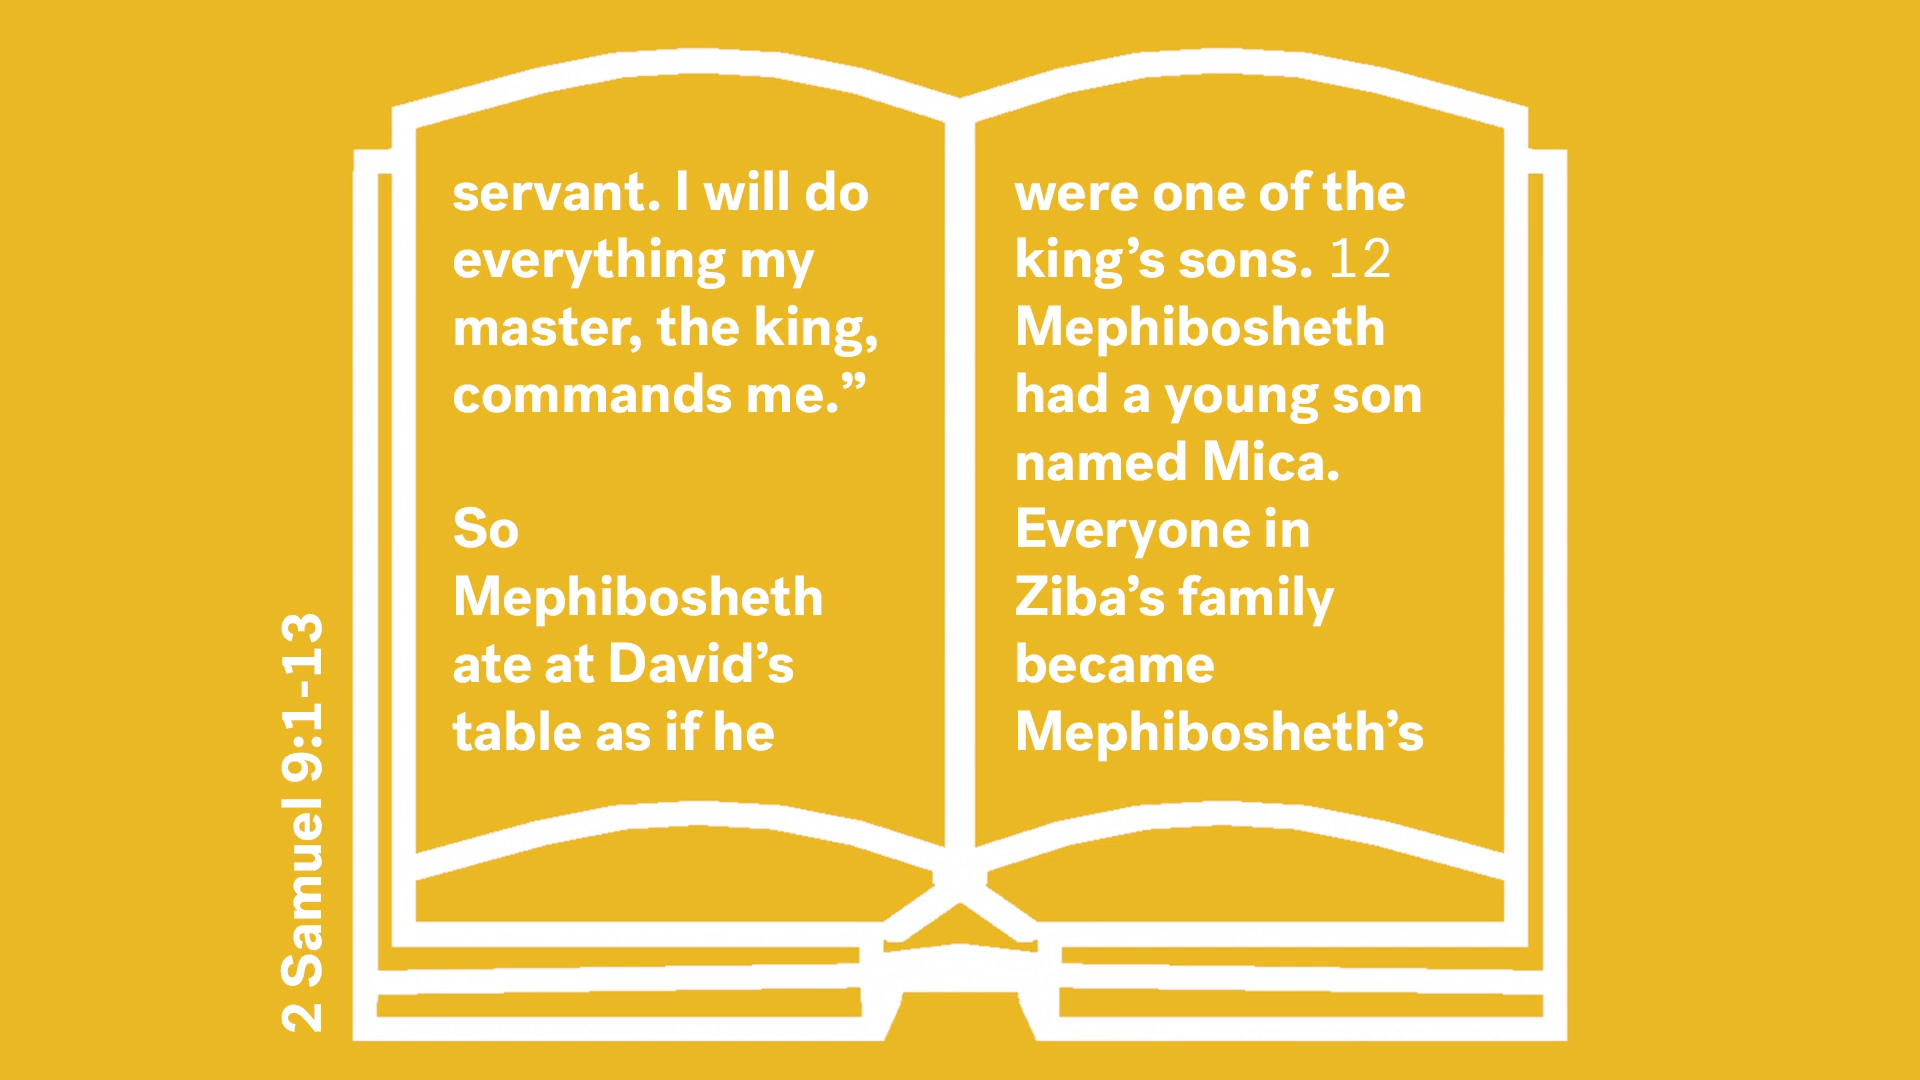 servant. I will do
everything my
master, the king,
commands me.”
So
Mephibosheth
ate at David’s
table as if he
were one of the
king’s sons. 12
Mephibosheth
had a young son
named Mica.
Everyone in
Ziba’s family
became
Mephibosheth’s
2 Samuel 9:1-13